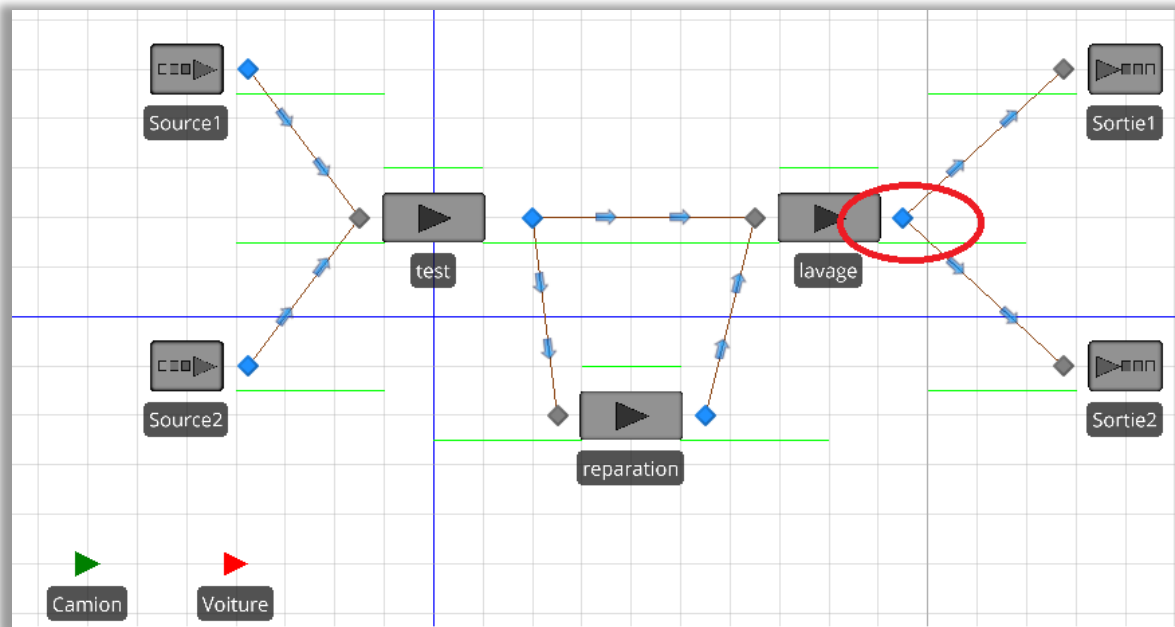 Source1
Sortie1
test
lavage
Source2
Sortie2
reparation
Camion
Voiture